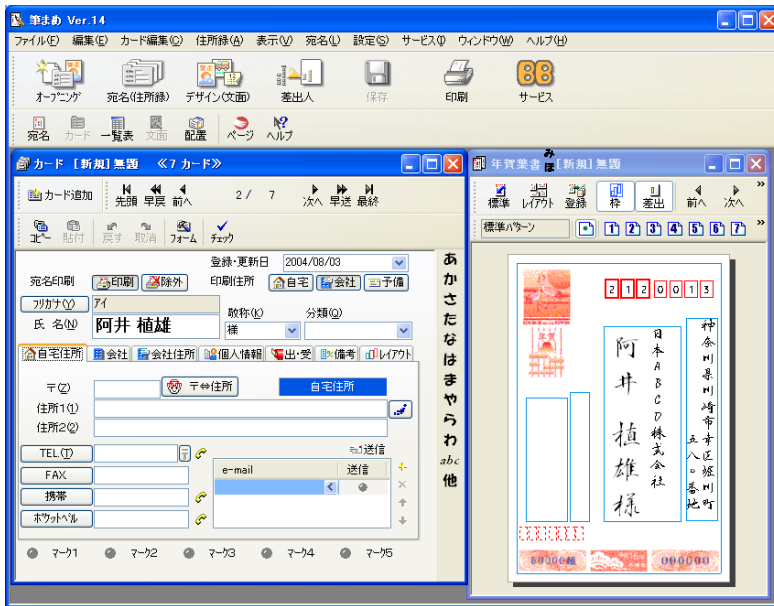 筆まめ Ver.14
ファイル(F) 編集(E) カード編集(C) 住所録(A) 表示(V) 宛名(L) 設定(S) サービス(I) ウィンドウ(W) ヘルプ(H)
オープニング 宛名(住所録) デザイン(文面) 差出人 保存 印刷 サービス
宛名 カード 一覧表 文面 配置 ページ ヘルプ
カード [新規]無題 ≪7 カード≫
カード追加 先頭 早戻 前へ 2/ 7 次へ 早送 最終
コピー 貼付 戻す 取消 フォーム チェック
登録・更新日 2004/08/03
宛名印刷 印刷 除外 印刷住所 自宅 会社 予備
フリガナ(Y) アイ
氏 名(N) 阿井 植雄 敬称(K) 様 分類(Q)
自宅住所 会社 会社住所 個人情報 出・受 備考 レイアウト
〒(Z) 〒⇔住所 自宅住所
住所1(1)
住所2(2)
TEL.(T) 送信
FAX e-mail 送信
携帯
ポケットベル
マーク1 マーク2 マーク3 マーク4 マーク5
あ
か
さ
た
な
は
ま
や
ら
わ
abc
他
年賀葉書 [新規]無題
み
ほ
標準 レイアウト 登録 枠 差出 前へ 次へ
標準パターン 1 2 3 4 5 6 7
2120013
年賀
神奈川県川崎市幸区堀川町
五八〇番地
日本ABCD株式会社
阿井 植雄様
B0000組 000000